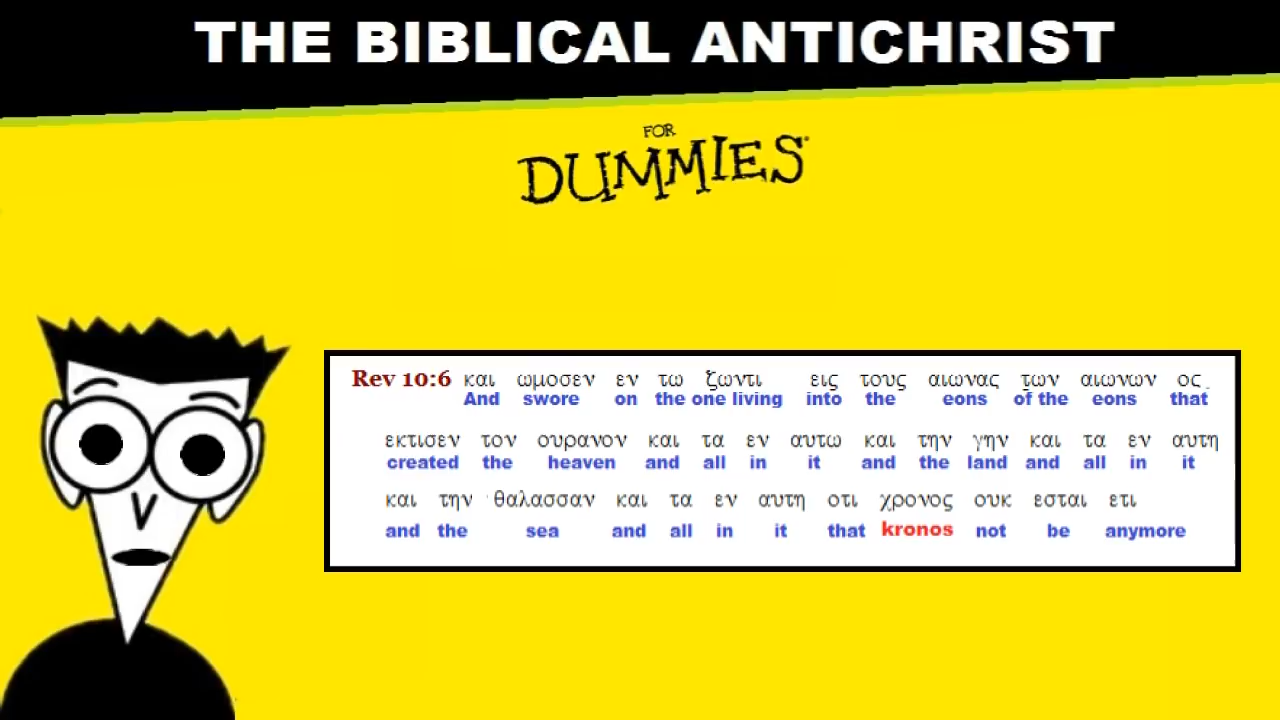 THE BIBLICAL ANTICHRIST
FOR
DUMMIES
Rev 10:6 και ωμοσεν εν τω ζωντι εις τους αιωνας των αιωνων ος
And swore on the one living into the eons of the eons that
εκτισεν τον ουρανον και τα εν αυτω και την γην και τα εν αυτη
created the heaven and all in it and the land and all in it
και την θαλασσαν και τα εν αυτη οτι χρονος ουκ εσται ετι
and the sea and all in it that kronos not be anymore